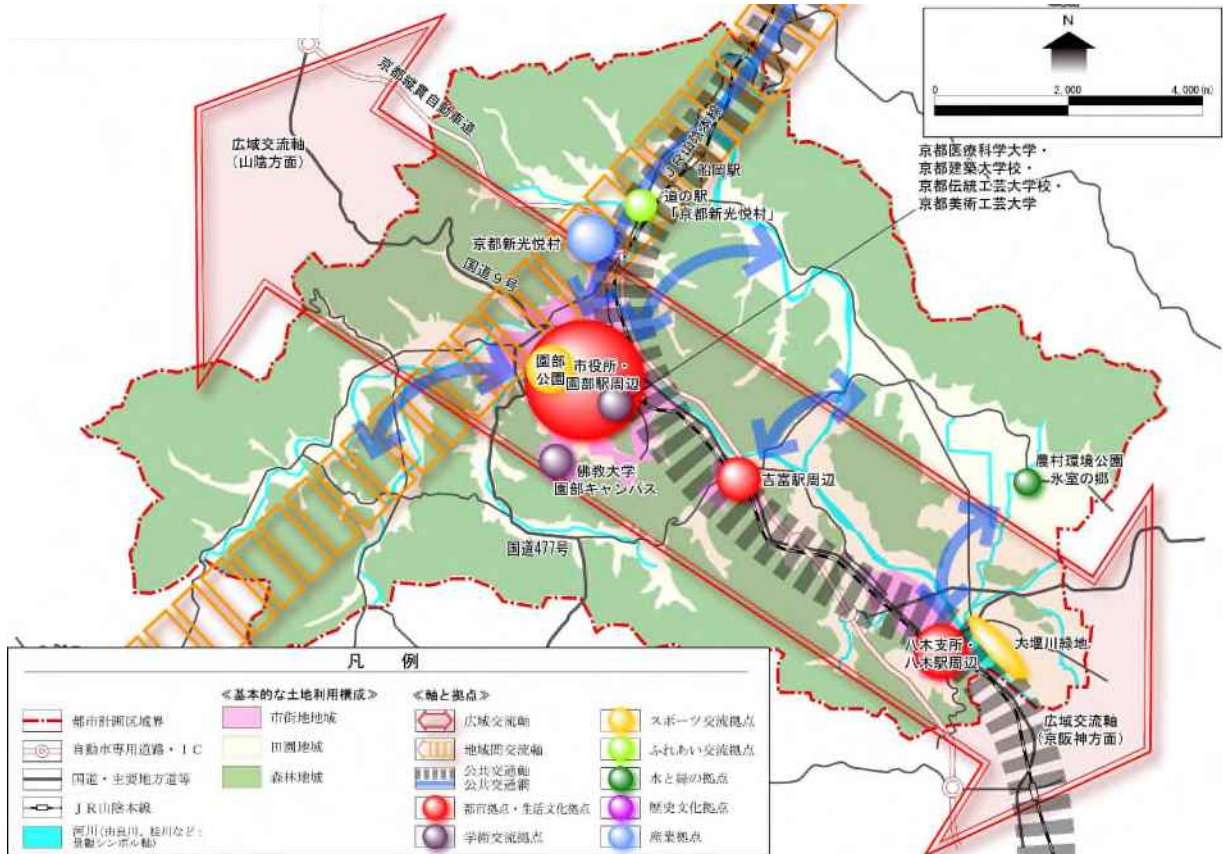 N
0
2,000
4,000 (m)
京都縦貫自動車道
広域交流軸
(山陰方面)
JR山陰本線
船岡駅
道の駅
「京都新光悦村」
京都医療科学大学・
京都建築大学校・
京都伝統工芸大学校・
京都美術工芸大学
京都新光悦村
国道9号
園部
公園
市役所・
園部駅周辺
佛教大学
園部キャンパス
吉富駅周辺
農村環境公園
氷室の郷
国道477号
八木支所・
八木駅周辺
大堰川緑地
広域交流軸
(京阪神方面)
凡 例
≪基本的な土地利用構成≫
≪軸と拠点≫
都市計画区域界
自動車専用道路・IC
国道・主要地方道等
JR山陰本線
河川(由良川、桂川など:
景観シンボル軸)
市街地地域
田園地域
森林地域
広域交流軸
地域間交流軸
公共交通軸
公共交通網
都市拠点・生活文化拠点
学術交流拠点
スポーツ交流拠点
ふれあい交流拠点
水と緑の拠点
歴史文化拠点
産業拠点